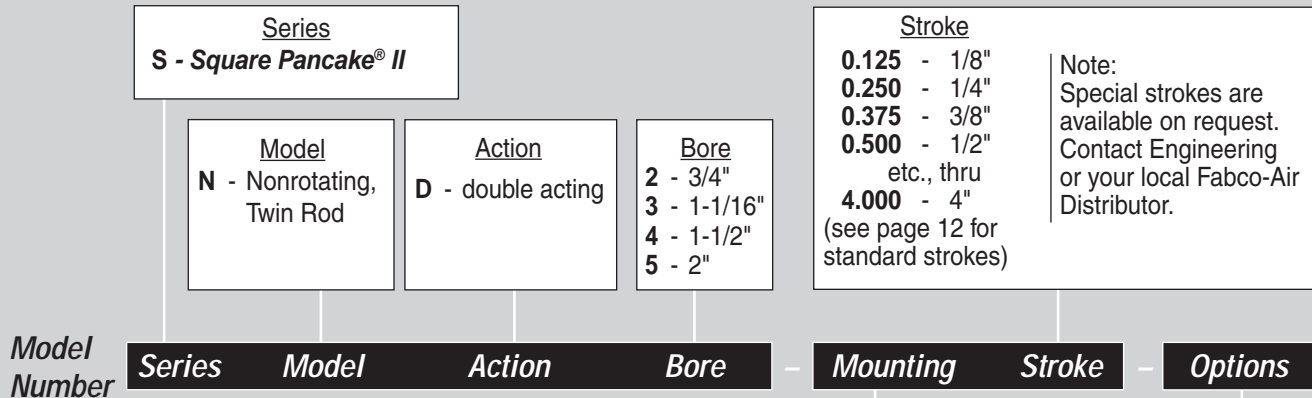 Series
S - Square Pancake® II
Model
N - Nonrotating,
Twin Rod
Action
D - double acting
Bore
2 - 3/4"
3 - 1-1/16"
4 - 1-1/2"
5 - 2"
Stroke
0.125 - 1/8"
0.250 - 1/4"
0.375 - 3/8"
0.500 - 1/2"
etc., thru
4.000 - 4"
(see page 12 for
standard strokes)
Note:
Special strokes are
available on request.
Contact Engineering
or your local Fabco-Air
Distributor.
Model
Number
Series Model Action Bore – Mounting Stroke – Options